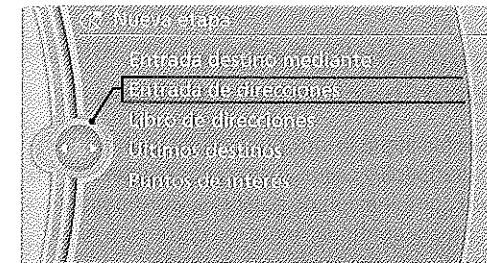 Nueva etapa
Entrada destino mediante
Entrada de direcciones
Libro de direcciones
Últimos destinos
Puntos de interés